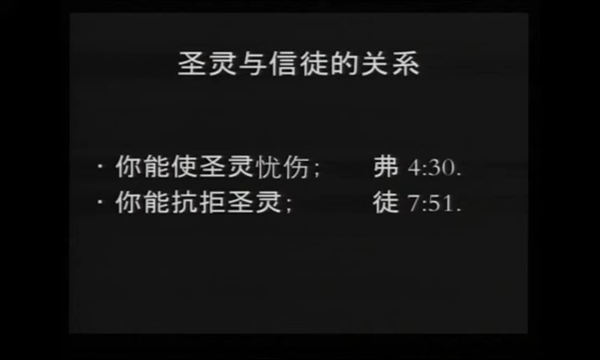 圣灵与信徒的关系
· 你能使圣灵忧伤; 弗 4:30.
· 你能抗拒圣灵; 徒 7:51.